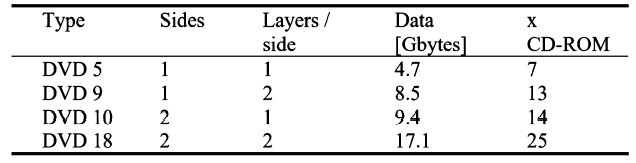 Type Sides Layers / Data x
side [Gbytes] CD-ROM
DVD 5 1 1 4.7 7
DVD 9 1 2 8.5 13
DVD 10 2 1 9.4 14
DVD 18 2 2 17.1 25